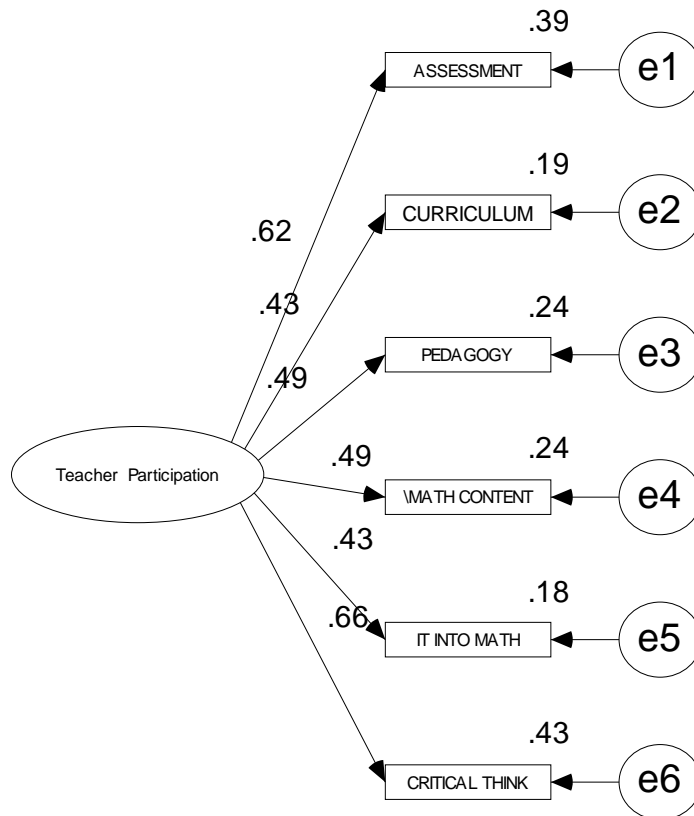 .39
ASSESSMENT
e1
.19
CURRICULUM
e2
.62
.43
.24
PEDAGOGY
e3
.49
Teacher Participation
.49
.24
\MATH CONTENT
e4
.43
.18
IT INTO MATH
e5
.66
.43
CRITICAL THINK
e6